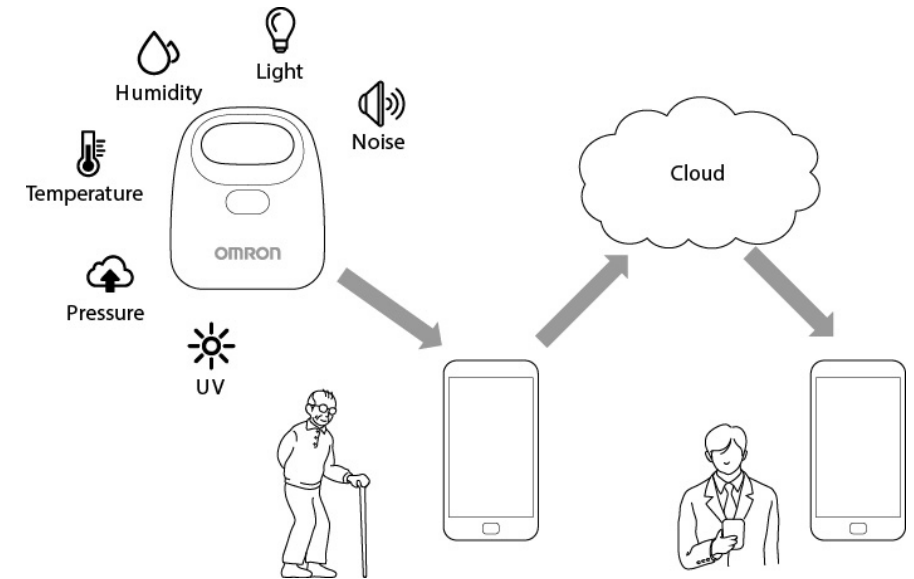 Light
Humidity
Noise
Temperature
Cloud
OMRON
Pressure
UV